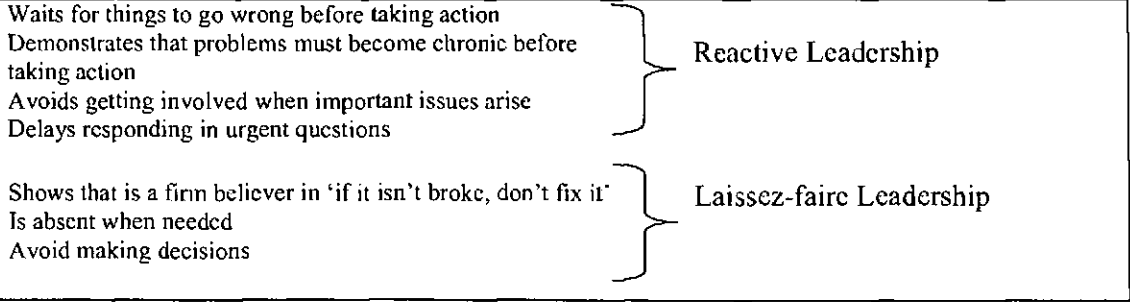 Waits for things to go wrong before taking action
Demonstrates that problems must become chronic before
taking action
Avoids getting involved when important issues arise
Delays responding in urgent questions
Reactive Leadership
Shows that is a firm believer in ‘if it isn’t broke, don’t fix it’
Is absent when needed
Avoid making decisions
Laissez-faire Leadership